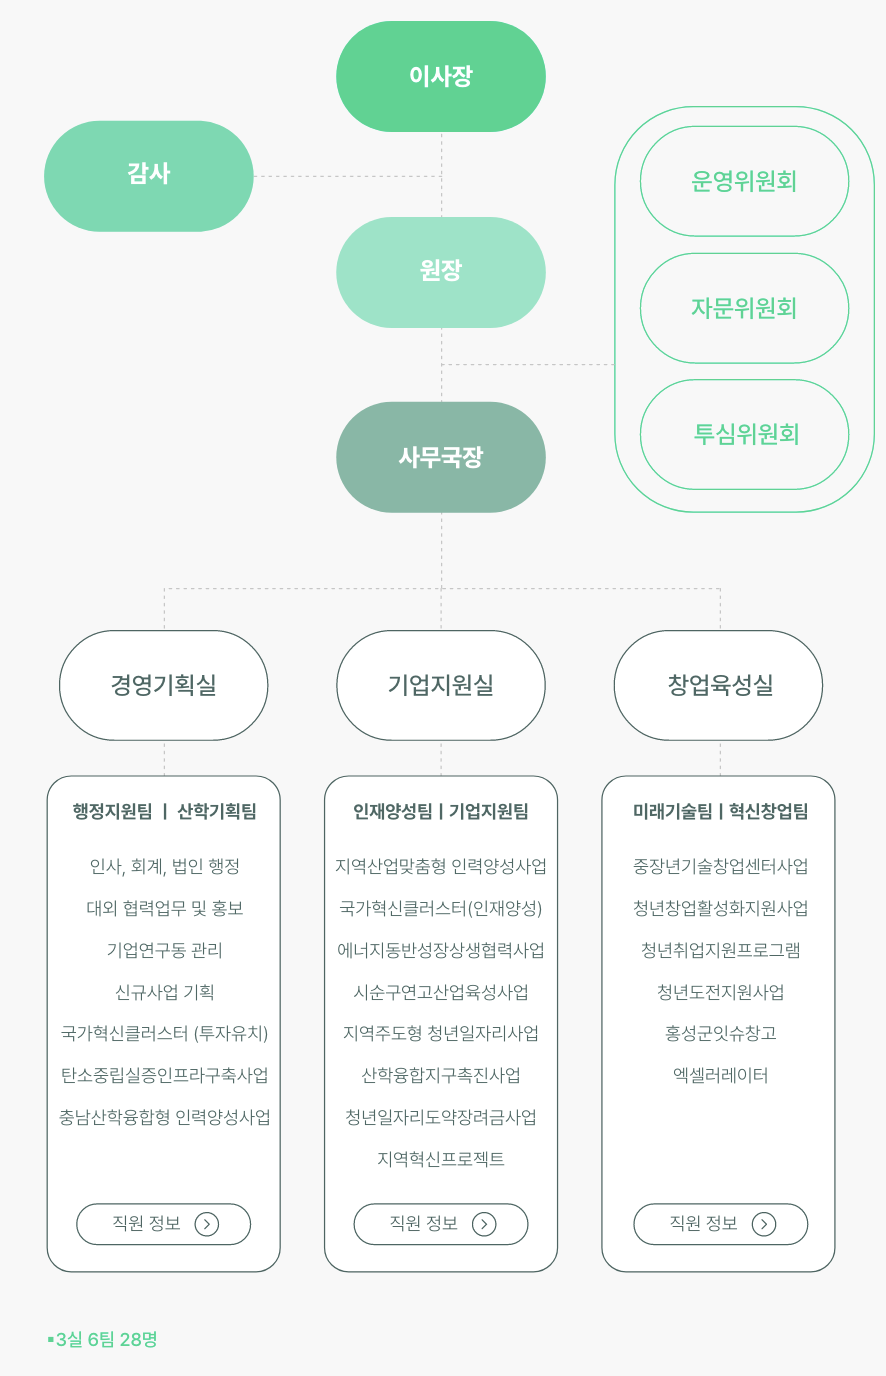 이사장
감사
운영위원회
원장
자문위원회
투심위원회
사무국장
경영기획실
기업지원실
창업육성실
행정지원팀 | 산학기획팀
인사, 회계, 법인 행정
대외 협력업무 및 홍보
기업연구동 관리
신규사업 기획
국가혁신클러스터 (투자유치)
탄소중립실증인프라구축사업
충남산학융합형 인력양성사업
직원 정보
인재양성팀 | 기업지원팀
지역산업맞춤형 인력양성사업
국가혁신클러스터(인재양성)
에너지동반성장상생협력사업
시순구연고산업육성사업
지역주도형 청년일자리사업
산학융합지구촉진사업
청년일자리도약장려금사업
지역혁신프로젝트
직원 정보
미래기술팀 | 혁신창업팀
중장년기술창업센터사업
청년창업활성화지원사업
청년취업지원프로그램
청년도전지원사업
홍성군잇슈창고
엑셀러레이터
직원 정보
▪3실 6팀 28명